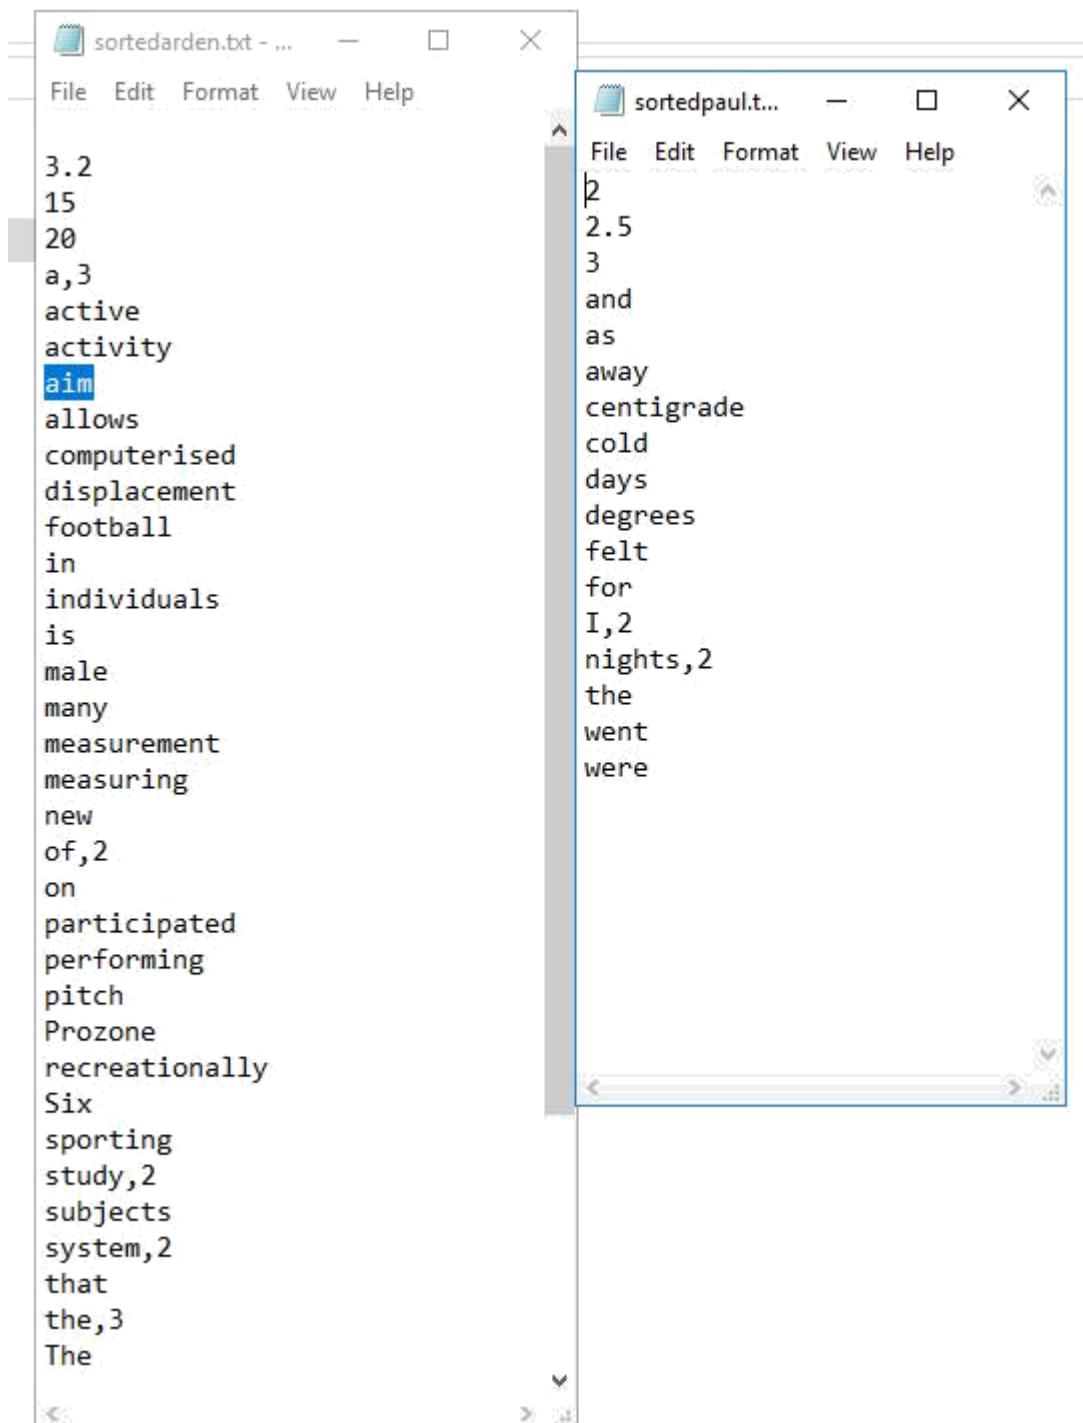 sortedarden.txt - ...
File Edit Format View Help
3.2
15
20
a,3
active
activity
aim
allows
computerised
displacement
football
in
individuals
is
male
many
measurement
measuring
new
of,2
on
participated
performing
pitch
Prozone
recreationally
Six
sporting
study,2
subjects
system,2
that
the,3
The
sortedpaul.t...
File Edit Format View Help
2
2.5
3
and
as
away
centigrade
cold
days
degrees
felt
for
I,2
nights,2
the
went
were